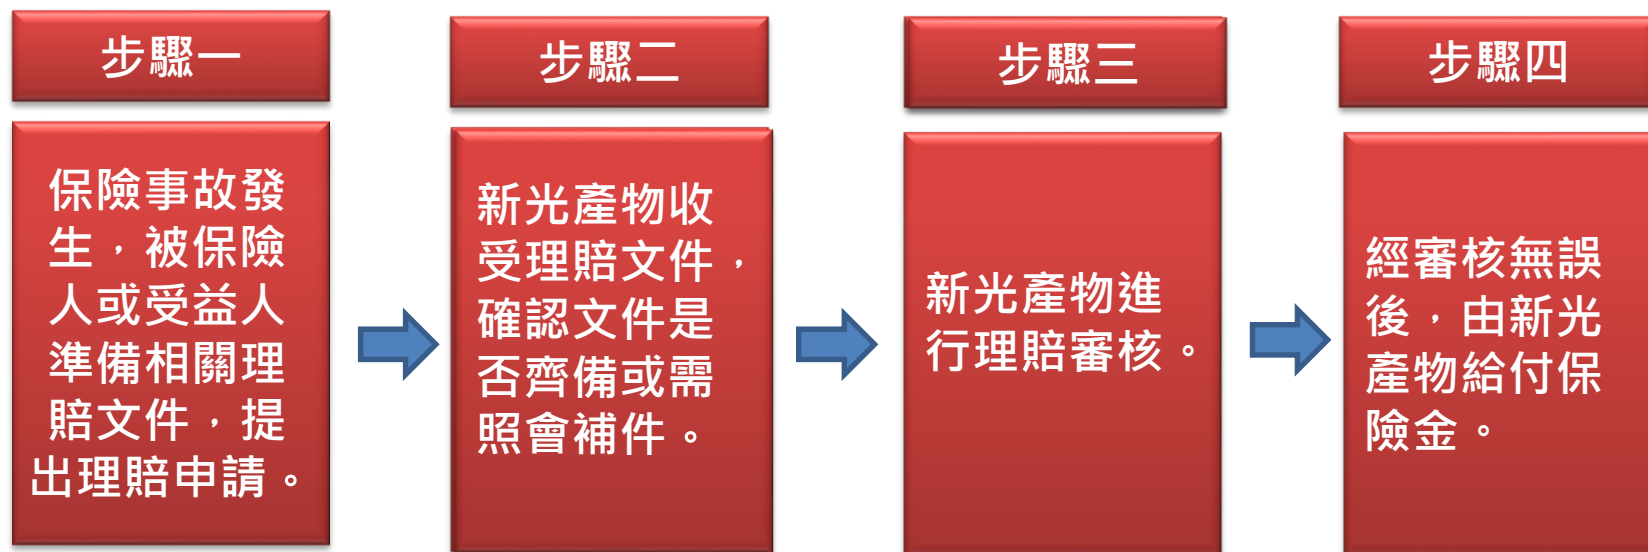 步驟一
保險事故發
生，被保險
人或受益人
準備相關理
賠文件，提
出理賠申請。
步驟二
新光產物收
受理賠文件，
確認文件是
否齊備或需
照會補件。
步驟三
新光產物進
行理賠審核。
步驟四
經審核無誤
後，由新光
產物給付保
險金。